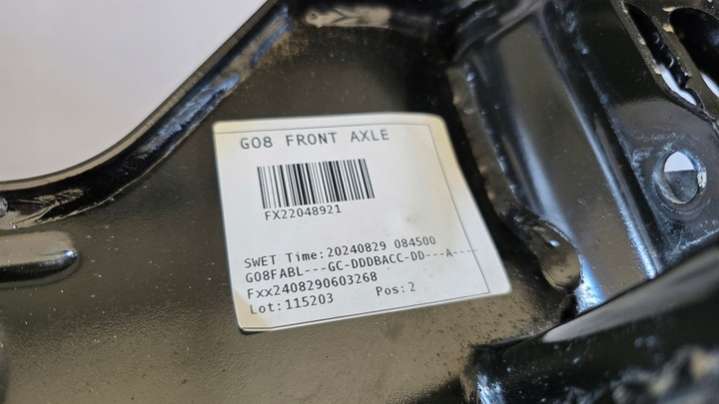 G08 FRONT AXLE
FX22048921
SWET Time:20240829 084500
G08FABL---GC-DDDBACC-DD---A----
Fxx2408290603268
Lot:115203 Pos:2